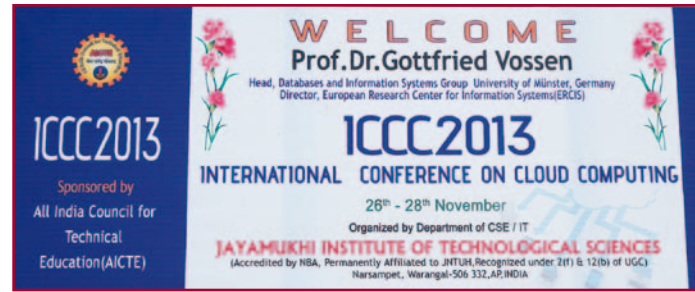 ICCC2013
Sponsored by
All India Council for
Technical
Education(AICTE)
WELCOME
Prof.Dr.Gottfried Vossen
Head, Databases and Information Systems Group University of Münster, Germany
Director, European Research Center for Information Systems(ERCIS)
ICCC2013
INTERNATIONAL CONFERENCE ON CLOUD COMPUTING
26th - 28th November
Organized by Department of CSE / IT
JAYAMUKHI INSTITUTE OF TECHNOLOGICAL SCIENCES
(Accredited by NBA, Permanently Affiliated to JNTUH,Recognized under 2(f) & 12(b) of UGC)
Narsampet, Warangal-506 332,AP,INDIA